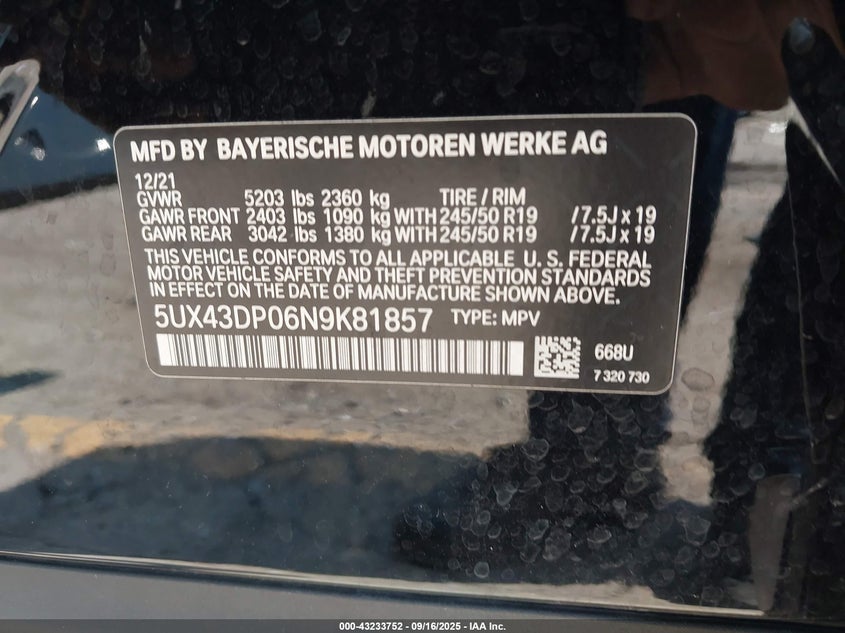 MFD BY BAYERISCHE MOTOREN WERKE AG
12/21
GVWR 5203 lbs 2360 kg TIRE / RIM
GAWR FRONT 2403 lbs 1090 kg WITH 245/50 R19 /7.5J x 19
GAWR REAR 3042 lbs 1380 kg WITH 245/50 R19 /7.5J x 19
THIS VEHICLE CONFORMS TO ALL APPLICABLE U. S. FEDERAL
MOTOR VEHICLE SAFETY AND THEFT PREVENTION STANDARDS
IN EFFECT ON THE DATE OF MANUFACTURE SHOWN ABOVE.
5UX43DP06N9K81857 TYPE: MPV
668U
7 320 730
000-43233752 - 09/16/2025 - IAA Inc.